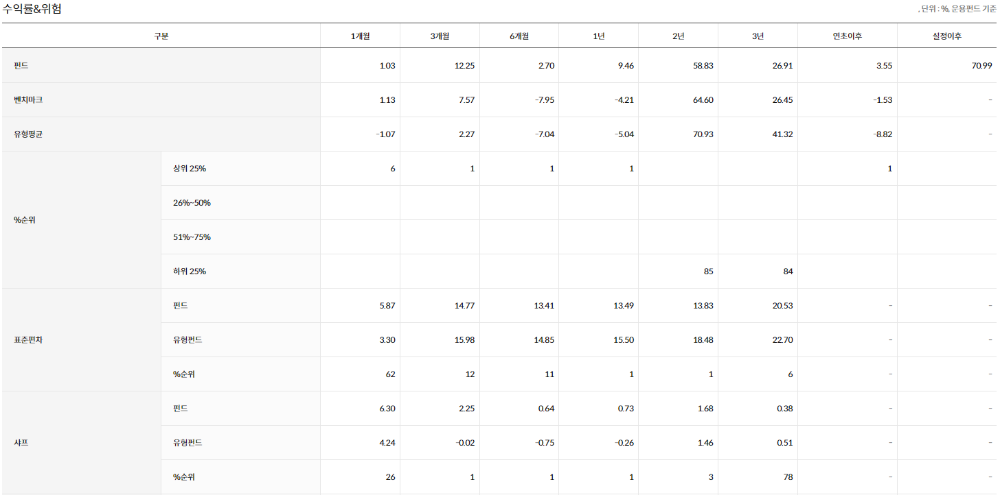 수익률&위험
, 단위 : %, 운용펀드 기준
구분 1개월 3개월 6개월 1년 2년 3년 연초이후 설정이후
펀드 1.03 12.25 2.70 9.46 58.83 26.91 3.55 70.99
벤치마크 1.13 7.57 -7.95 -4.21 64.60 26.45 -1.53 -
유형평균 -1.07 2.27 -7.04 -5.04 70.93 41.32 -8.82 -
상위 25% 6 1 1 1 1
26%~50%
%순위
51%~75%
하위 25% 85 84
펀드 5.87 14.77 13.41 13.49 13.83 20.53 - -
표준편차 유형펀드 3.30 15.98 14.85 15.50 18.48 22.70 - -
%순위 62 12 11 1 1 6 - -
펀드 6.30 2.25 0.64 0.73 1.68 0.38 - -
샤프 유형펀드 4.24 -0.02 -0.75 -0.26 1.46 0.51 - -
%순위 26 1 1 1 3 78 - -